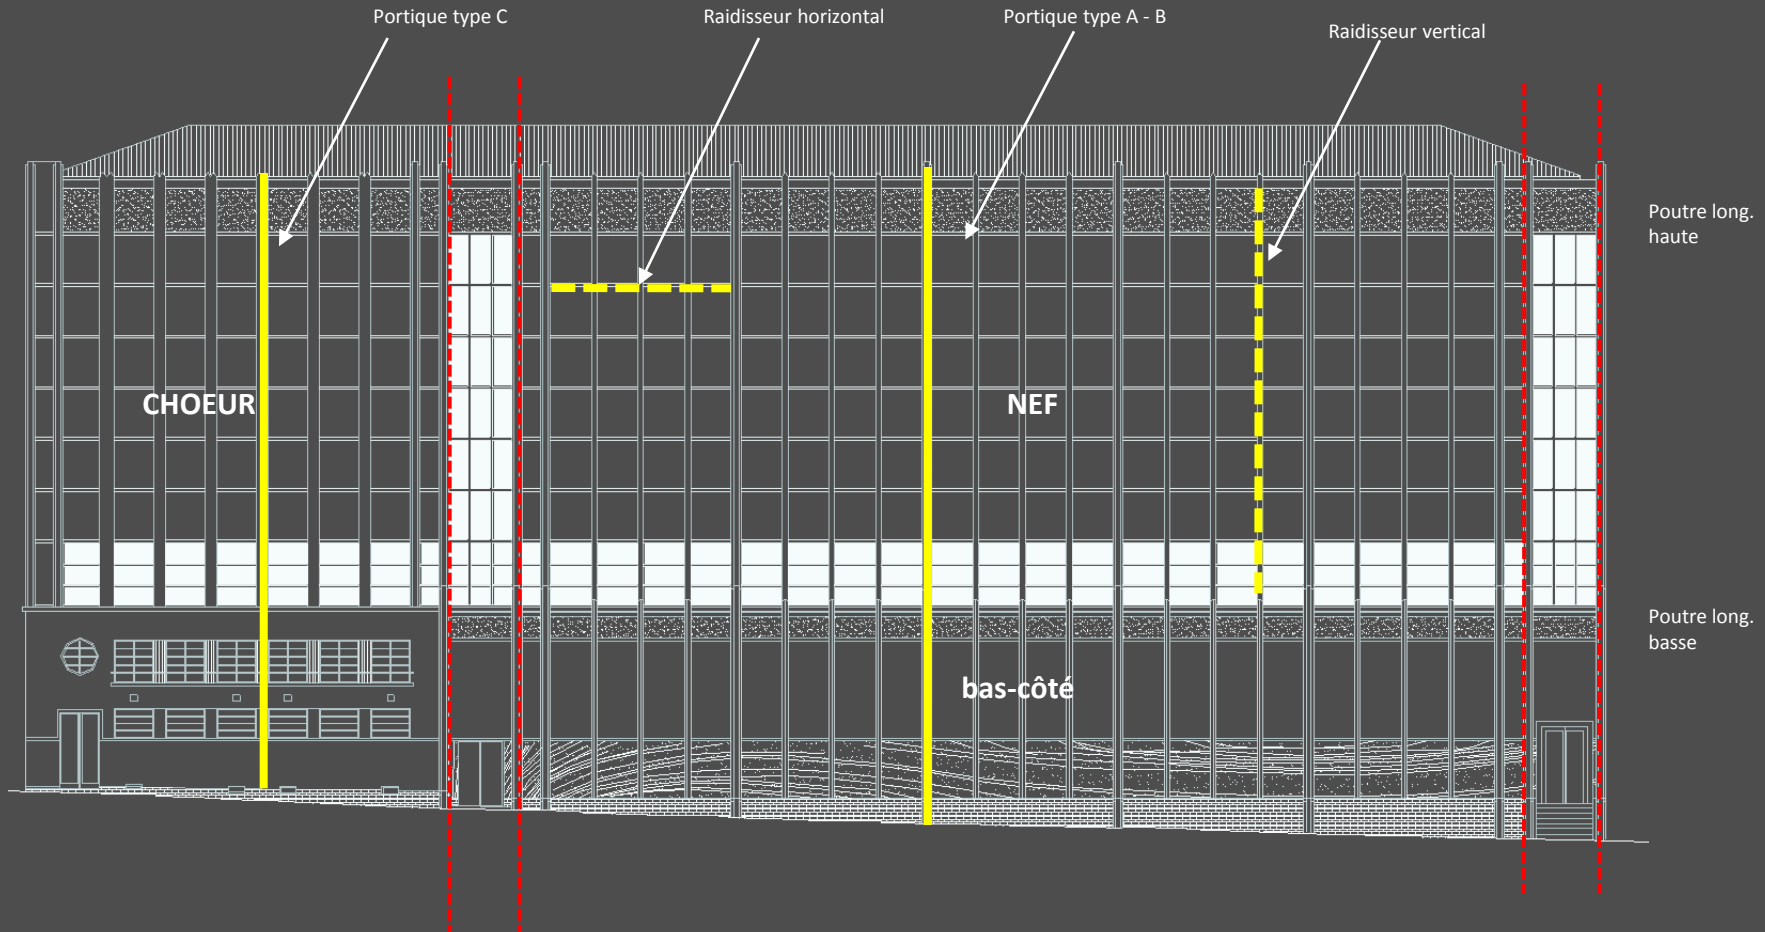 Portique type C
Raidisseur horizontal
Portique type A - B
Raidisseur vertical
Poutre long.
haute
CHOEUR
NEF
Poutre long.
basse
bas-côté